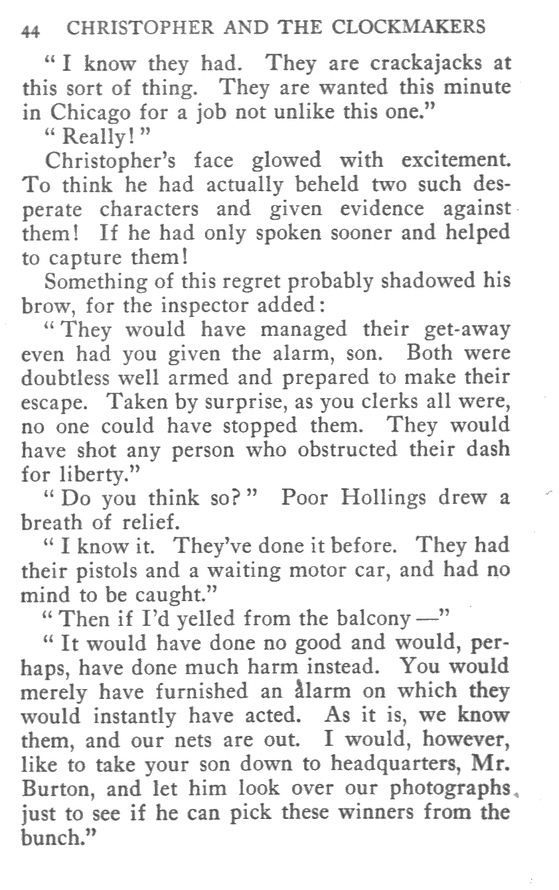 44 CHRISTOPHER AND THE CLOCKMAKERS
“ I know they had. They are crackajacks at
this sort of thing. They are wanted this minute
in Chicago for a job not unlike this one.”
“ Really! ”
Christopher’s face glowed with excitement.
To think he had actually beheld two such des-
perate characters and given evidence against
them! If he had only spoken sooner and helped
to capture them!
Something of this regret probably shadowed his
brow, for the inspector added:
“ They would have managed their get-away
even had you given the alarm, son. Both were
doubtless well armed and prepared to make their
escape. Taken by surprise, as you clerks all were,
no one could have stopped them. They would
have shot any person who obstructed their dash
for liberty.”
“ Do you think so? ” Poor Hollings drew a
breath of relief.
“ I know it. They’ve done it before. They had
their pistols and a waiting motor car, and had no
mind to be caught.”
“ Then if I’d yelled from the balcony —”
“ It would have done no good and would, per-
haps, have done much harm instead. You would
merely have furnished an alarm on which they
would instantly have acted. As it is, we know
them, and our nets are out. I would, however,
like to take your son down to headquarters, Mr.
Burton, and let him look over our photographs,
just to see if he can pick these winners from the
bunch.”